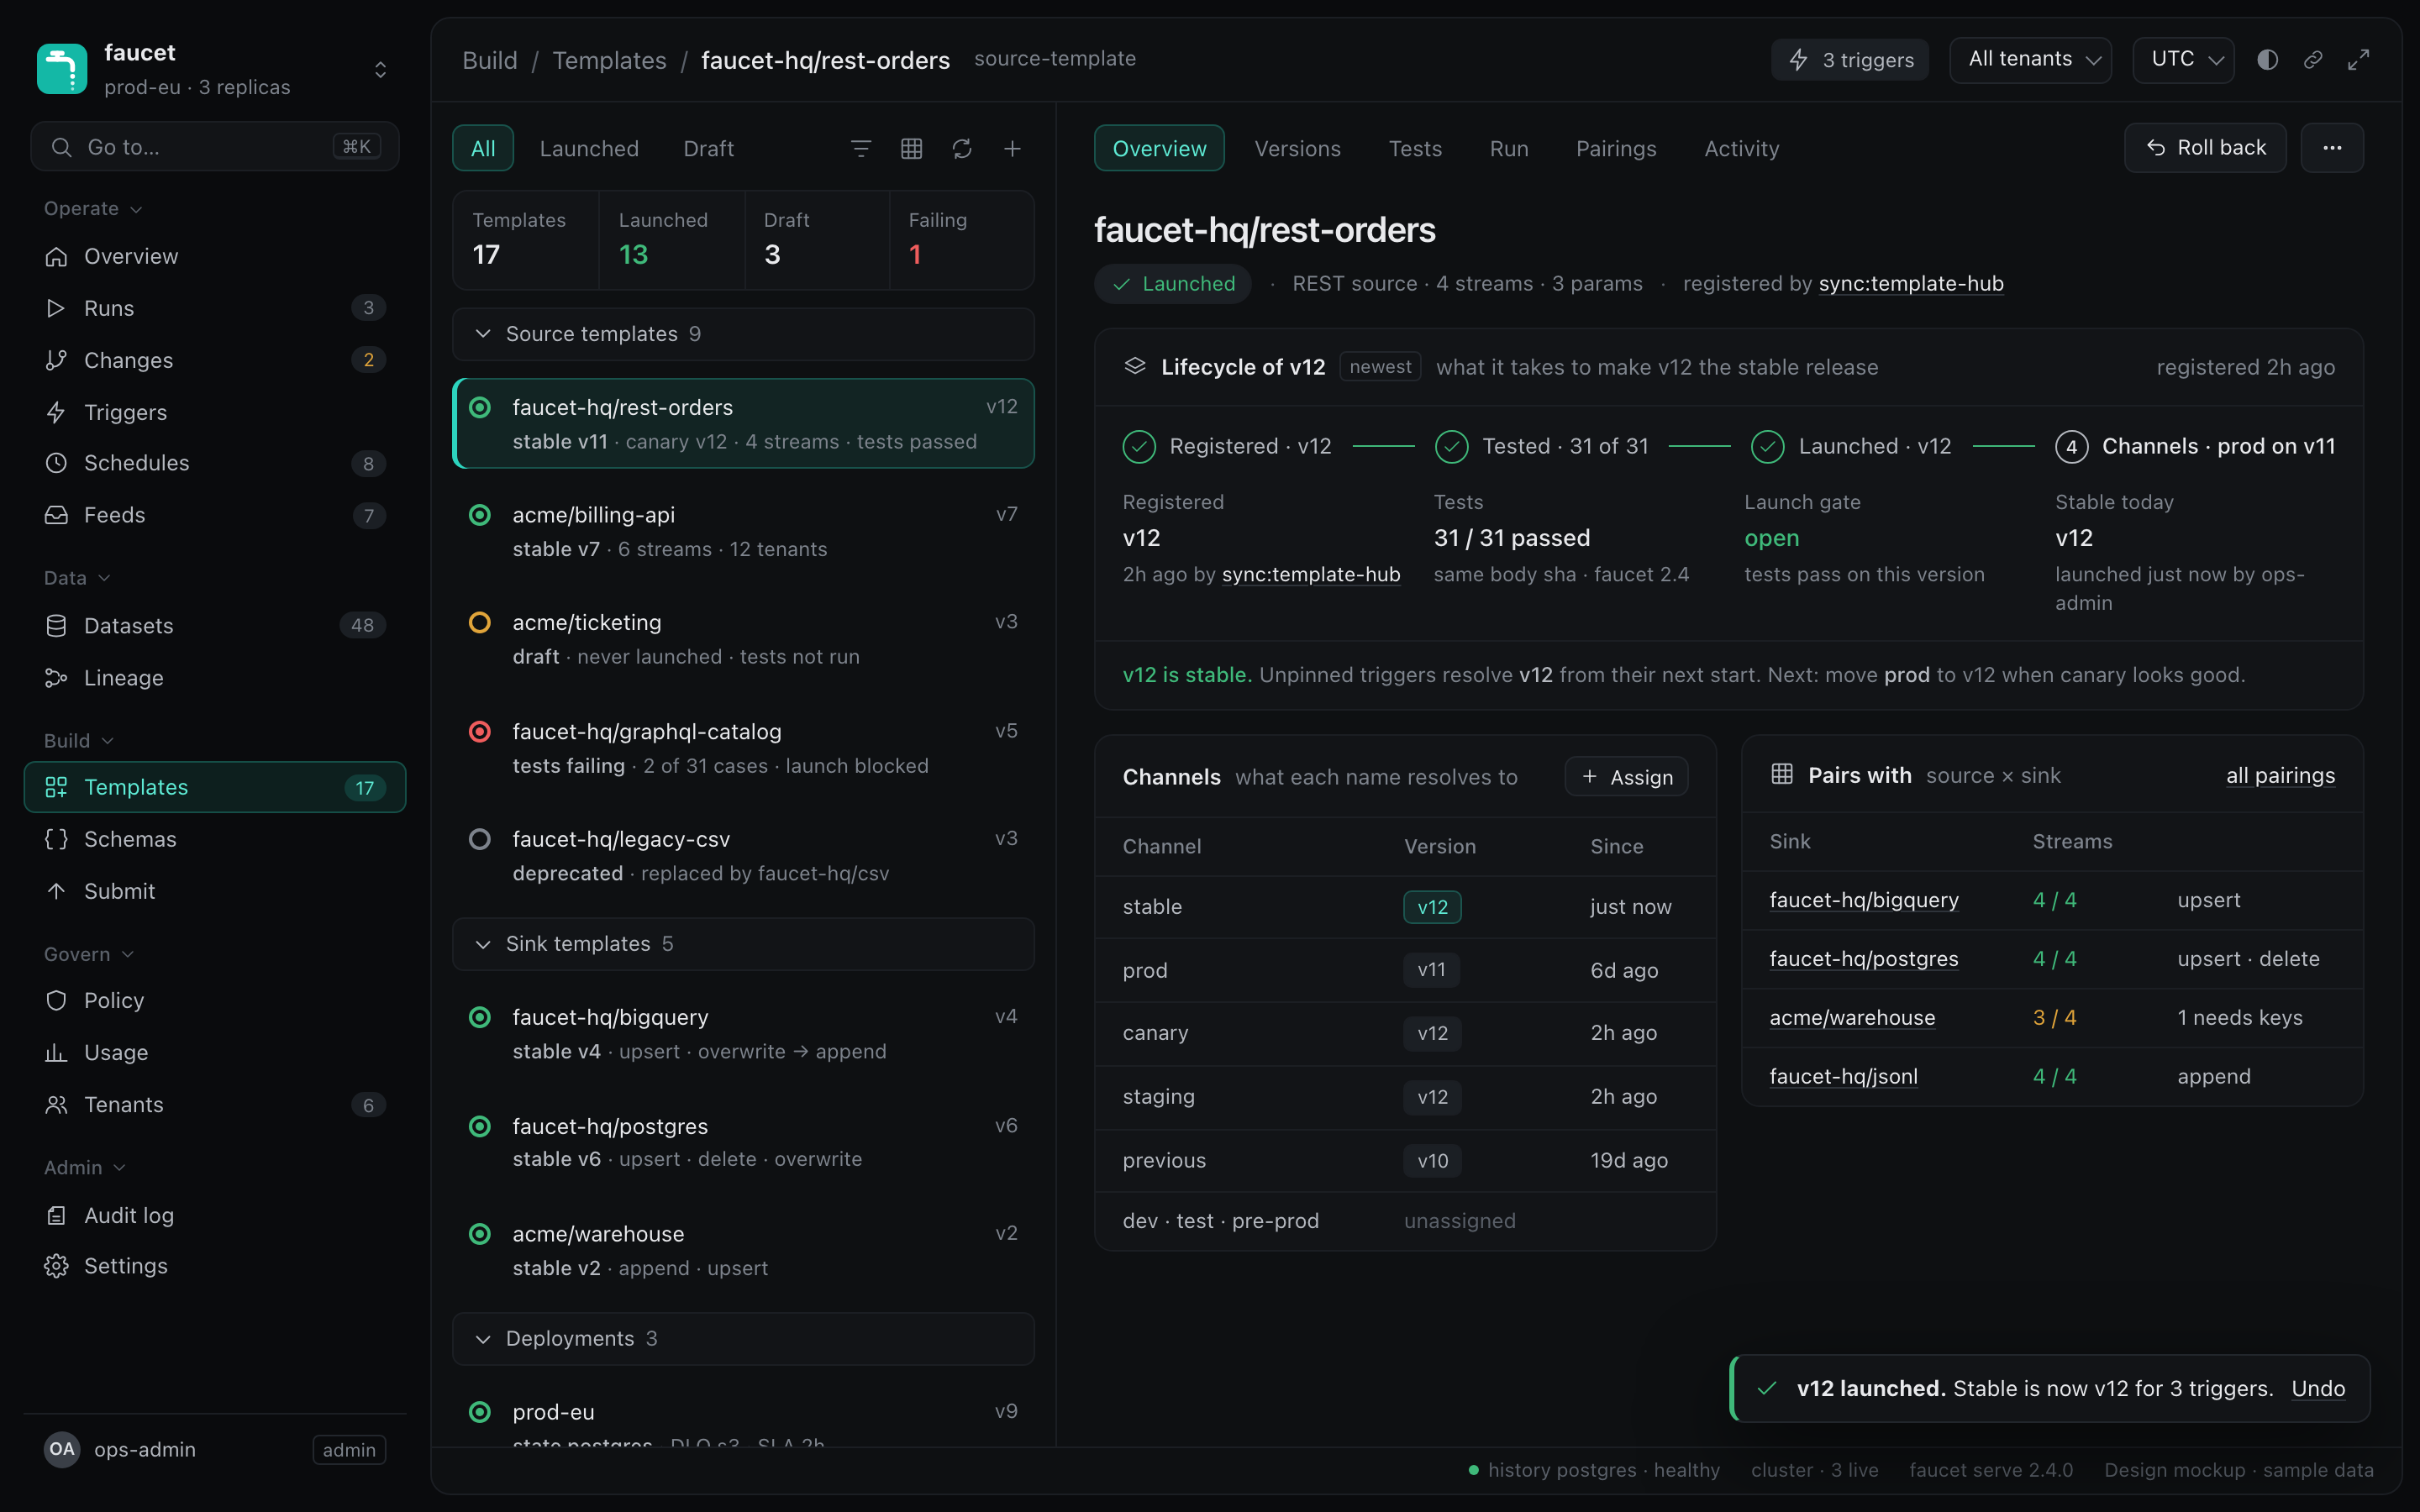 faucet
prod-eu · 3 replicas
Go to...
⌘K
Operate
Overview
Runs 3
Changes 2
Triggers
Schedules 8
Feeds 7
Data
Datasets 48
Lineage
Build
Templates 17
Schemas
Submit
Govern
Policy
Usage
Tenants 6
Admin
Audit log
Settings
OA ops-admin admin
Build / Templates / faucet-hq/rest-orders source-template
3 triggers
All tenants
UTC
All Launched Draft
Templates Launched Draft Failing
17 13 3 1
Source templates 9
faucet-hq/rest-orders v12
stable v11 · canary v12 · 4 streams · tests passed
acme/billing-api v7
stable v7 · 6 streams · 12 tenants
acme/ticketing v3
draft · never launched · tests not run
faucet-hq/graphql-catalog v5
tests failing · 2 of 31 cases · launch blocked
faucet-hq/legacy-csv v3
deprecated · replaced by faucet-hq/csv
Sink templates 5
faucet-hq/bigquery v4
stable v4 · upsert · overwrite → append
faucet-hq/postgres v6
stable v6 · upsert · delete · overwrite
acme/warehouse v2
stable v2 · append · upsert
Deployments 3
prod-eu v9
state postgres · DLQ s3 · SLA 2h
Overview Versions Tests Run Pairings Activity
Roll back
faucet-hq/rest-orders
Launched · REST source · 4 streams · 3 params · registered by sync:template-hub
Lifecycle of v12 newest what it takes to make v12 the stable release registered 2h ago
Registered · v12 Tested · 31 of 31 Launched · v12 4 Channels · prod on v11
Registered Tests Launch gate Stable today
v12 31 / 31 passed open v12
2h ago by sync:template-hub same body sha · faucet 2.4 tests pass on this version launched just now by ops-
admin
v12 is stable. Unpinned triggers resolve v12 from their next start. Next: move prod to v12 when canary looks good.
Channels what each name resolves to Assign
Channel Version Since
stable v12 just now
prod v11 6d ago
canary v12 2h ago
staging v12 2h ago
previous v10 19d ago
dev · test · pre-prod unassigned
Pairs with source × sink all pairings
Sink Streams
faucet-hq/bigquery 4 / 4 upsert
faucet-hq/postgres 4 / 4 upsert · delete
acme/warehouse 3 / 4 1 needs keys
faucet-hq/jsonl 4 / 4 append
v12 launched. Stable is now v12 for 3 triggers. Undo
history postgres · healthy cluster · 3 live faucet serve 2.4.0 Design mockup · sample data